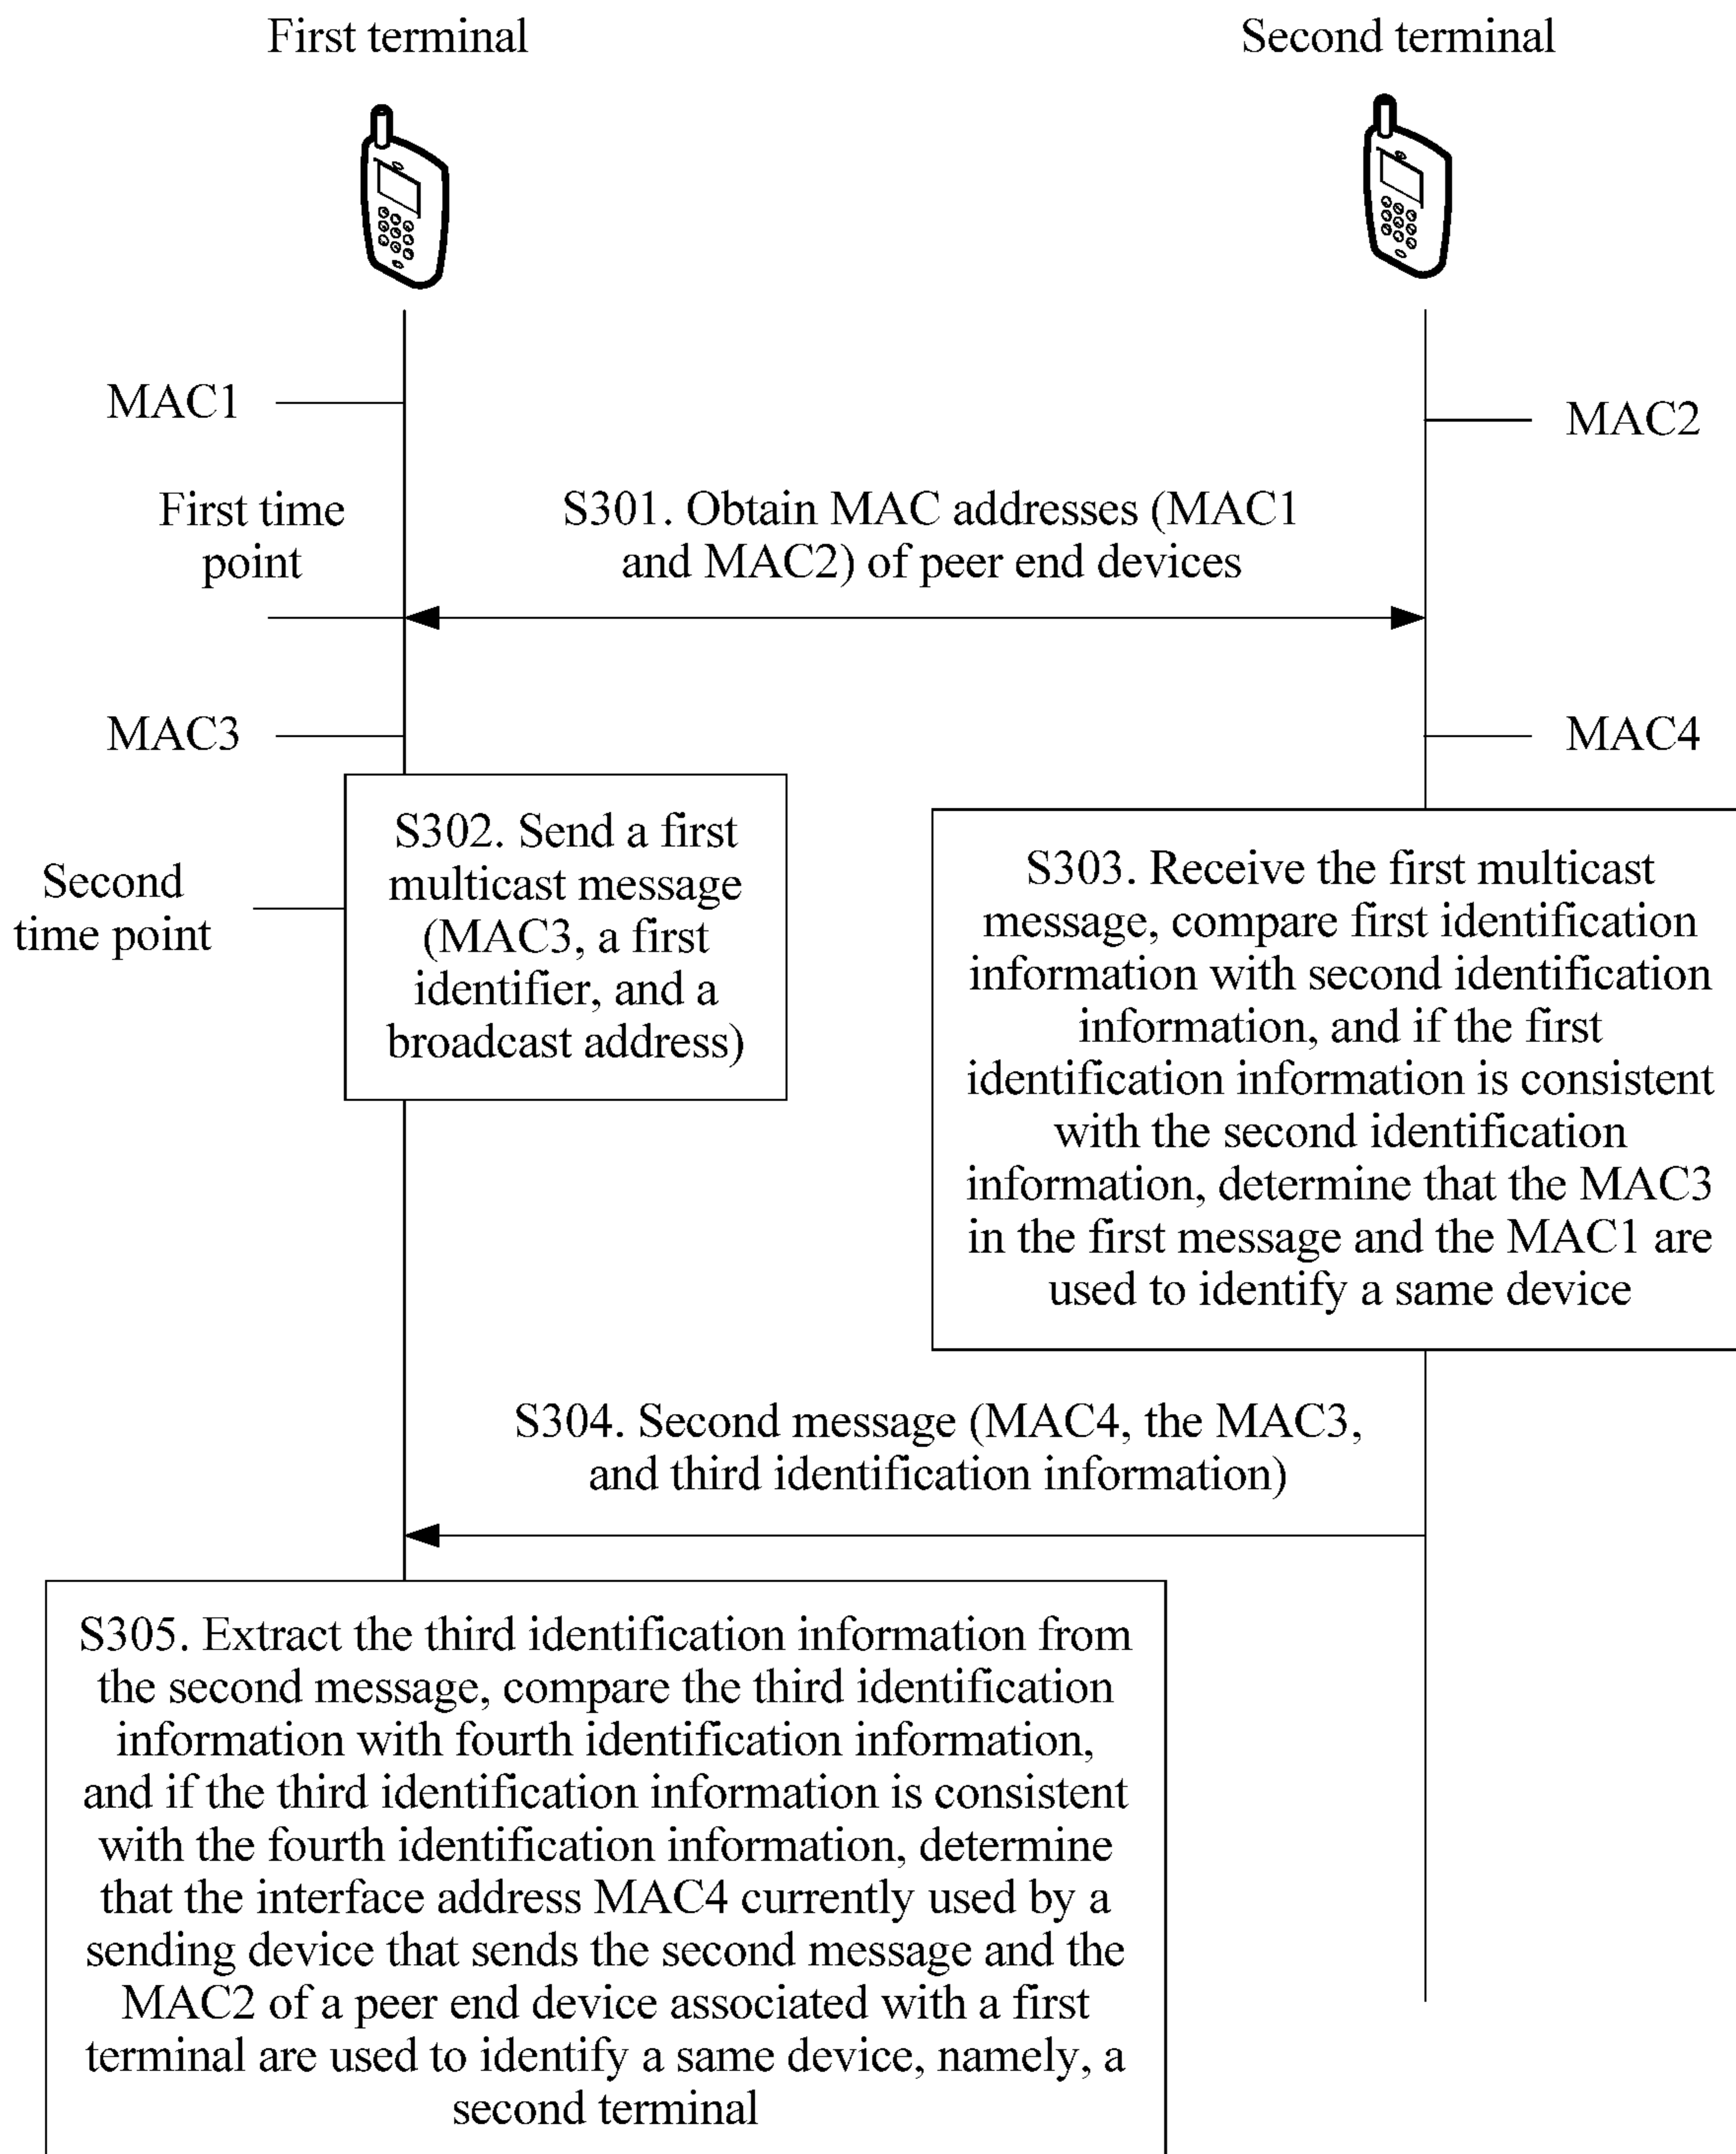 First terminal
Second terminal
MAC1
MAC2
First time
point
S301. Obtain MAC addresses (MAC1
and MAC2) of peer end devices
MAC3
MAC4
Second
time point
S302. Send a first
multicast message
(MAC3, a first
identifier, and a
broadcast address)
S303. Receive the first multicast
message, compare first identification
information with second identification
information, and if the first
identification information is consistent
with the second identification
information, determine that the MAC3
in the first message and the MAC1 are
used to identify a same device
S304. Second message (MAC4, the MAC3,
and third identification information)
S305. Extract the third identification information from
the second message, compare the third identification
information with fourth identification information,
and if the third identification information is consistent
with the fourth identification information, determine
that the interface address MAC4 currently used by a
sending device that sends the second message and the
MAC2 of a peer end device associated with a first
terminal are used to identify a same device, namely, a
second terminal